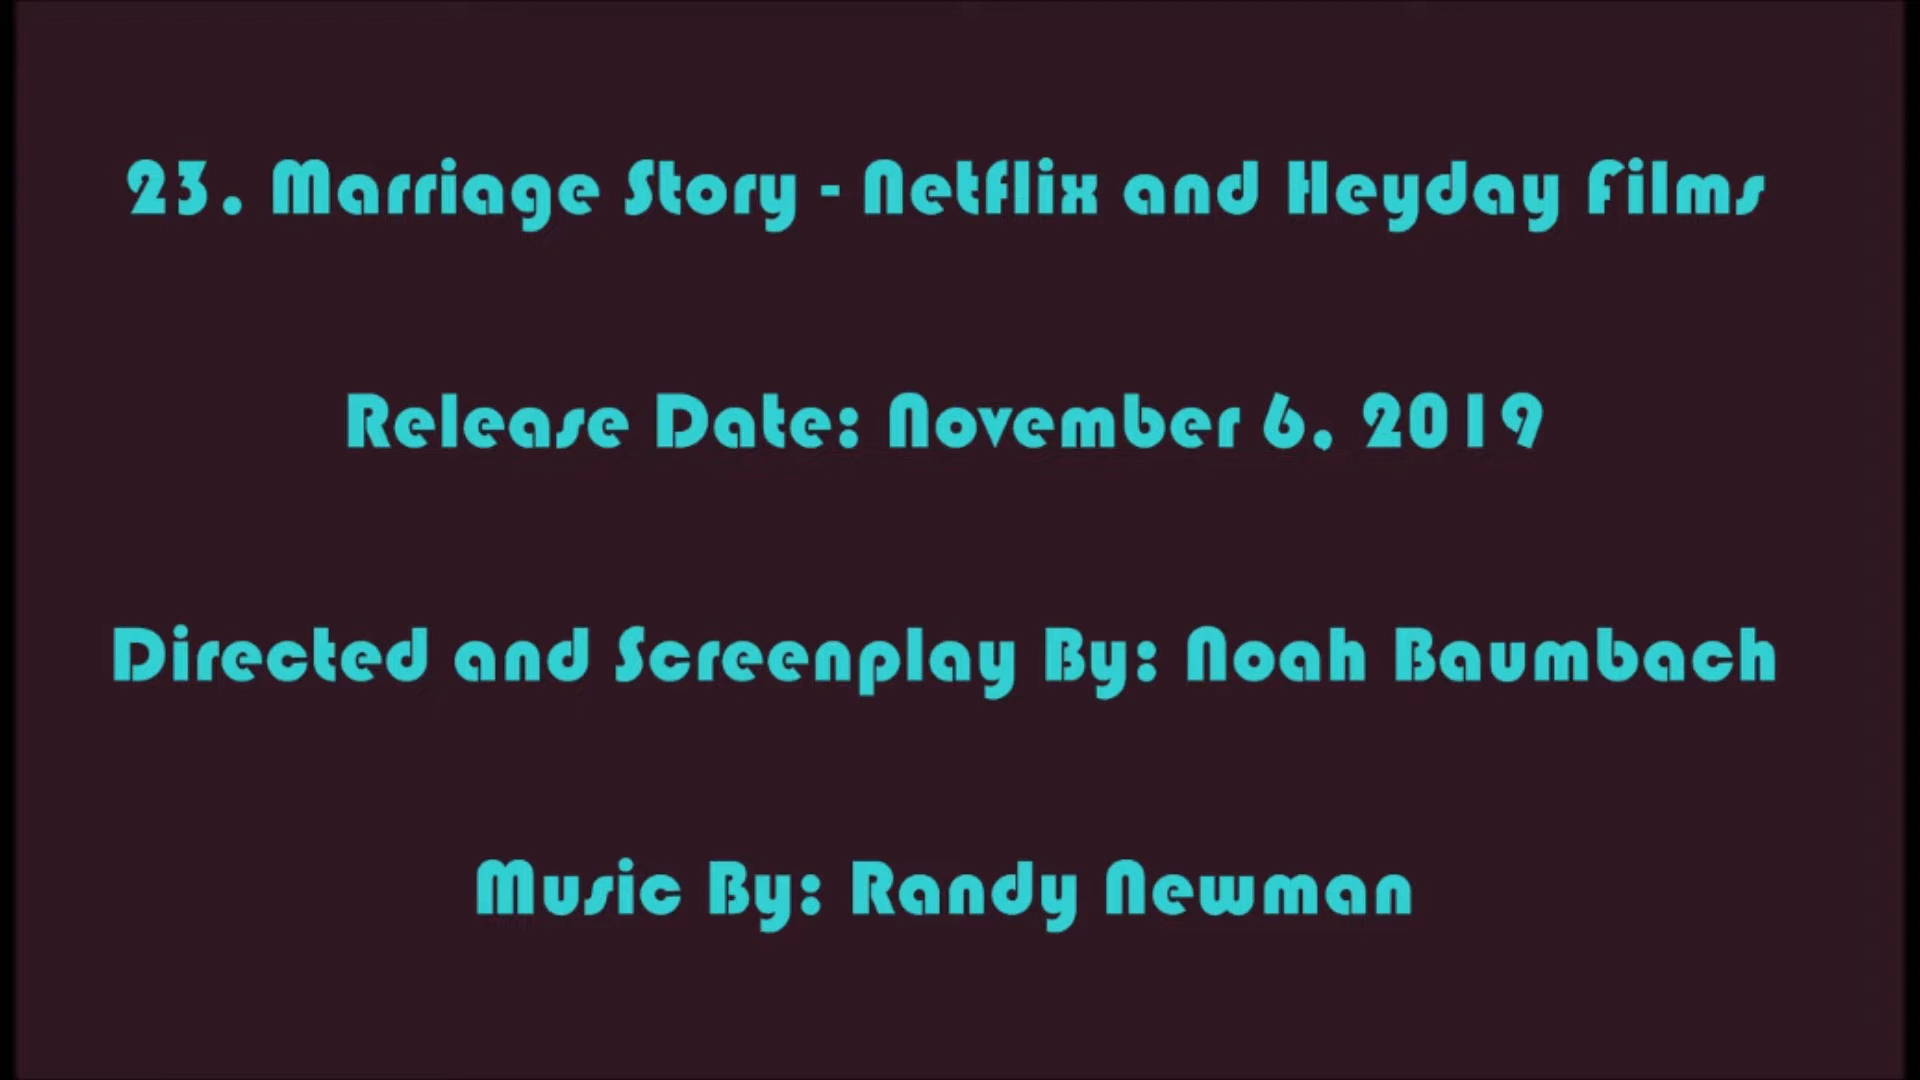 23. Marriage Story - Netflix and Heyday Films
Release Date: November 6, 2019
Directed and Screenplay By: Noah Baumbach
Music By: Randy Newman